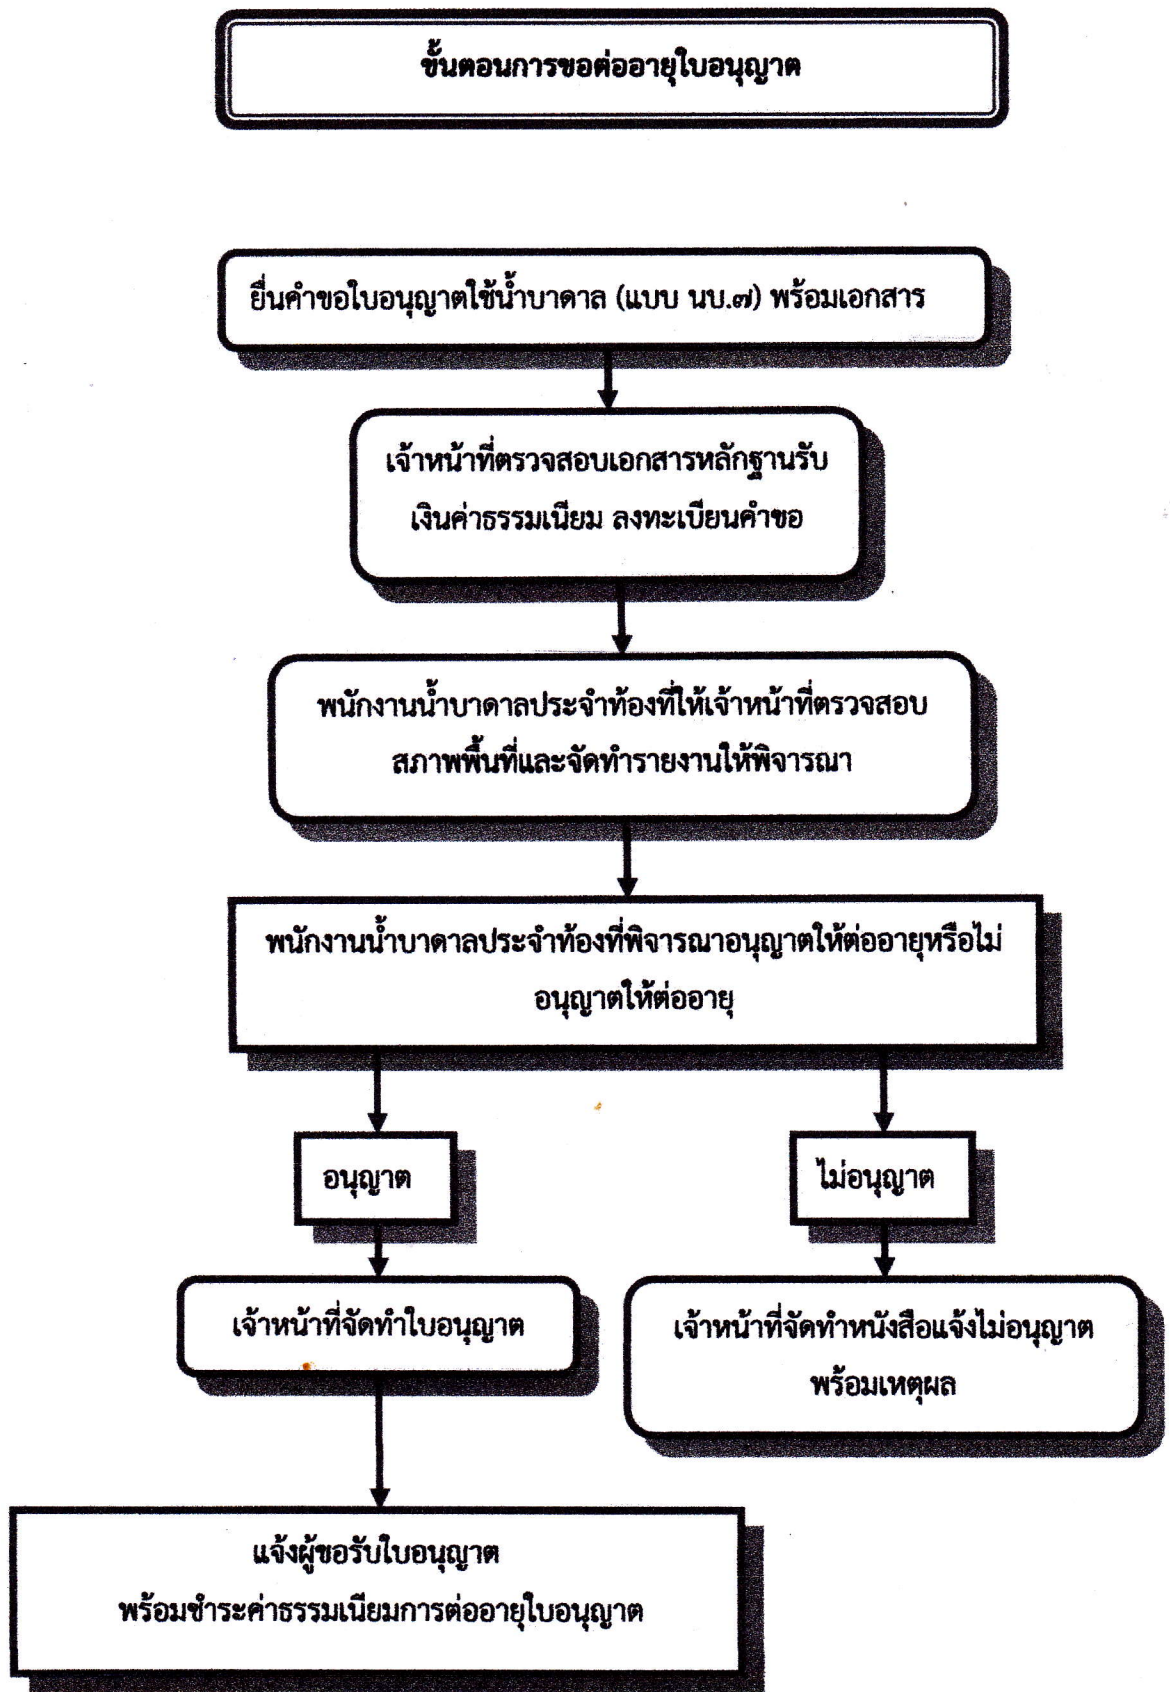 ขั้นตอนการขอต่ออายุใบอนุญาต
ยื่นคำขอใบอนุญาตใช้น้ำบาดาล (แบบ นบ.๗) พร้อมเอกสาร
เจ้าหน้าที่ตรวจสอบเอกสารหลักฐานรับ
เงินค่าธรรมเนียม ลงทะเบียนคำขอ
พนักงานน้ำบาดาลประจำท้องที่ให้เจ้าหน้าที่ตรวจสอบ
สภาพพื้นที่และจัดทำรายงานให้พิจารณา
พนักงานน้ำบาดาลประจำท้องที่พิจารณาอนุญาตให้ต่ออายุหรือไม่
อนุญาตให้ต่ออายุ
อนุญาต
ไม่อนุญาต
เจ้าหน้าที่จัดทำใบอนุญาต
เจ้าหน้าที่จัดทำหนังสือแจ้งไม่อนุญาต
พร้อมเหตุผล
แจ้งผู้ขอรับใบอนุญาต
พร้อมชำระค่าธรรมเนียมการต่ออายุใบอนุญาต